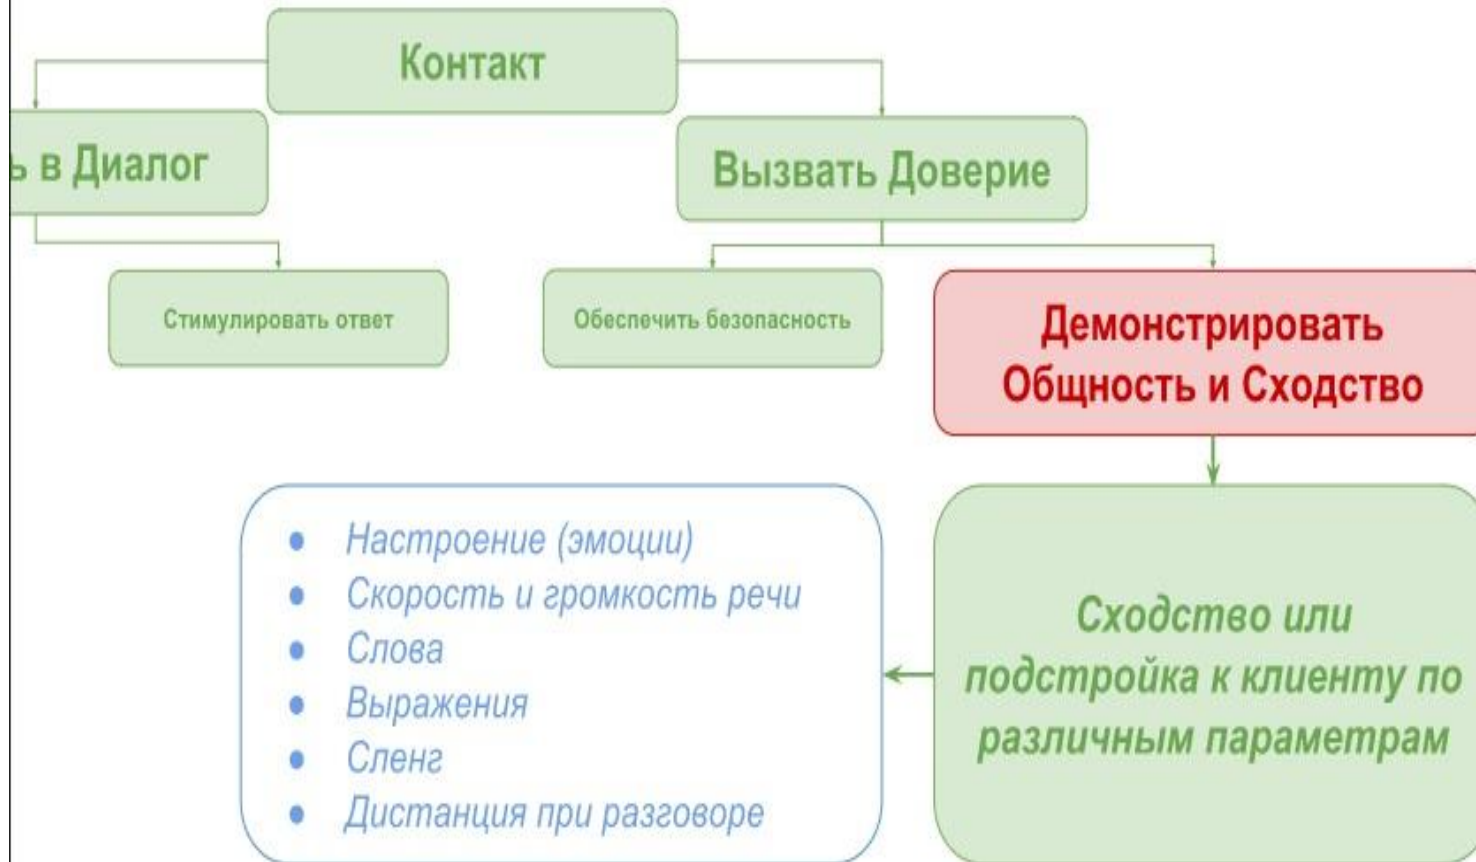 Контакт
ь в Диалог
Вызвать Доверие
Стимулировать ответ
Обеспечить безопасность
Демонстрировать
Общность и Сходство
Сходство или
подстройка к клиенту по
различным параметрам
Настроение (эмоции)
Скорость и громкость речи
Слова
Выражения
Сленг
Дистанция при разговоре